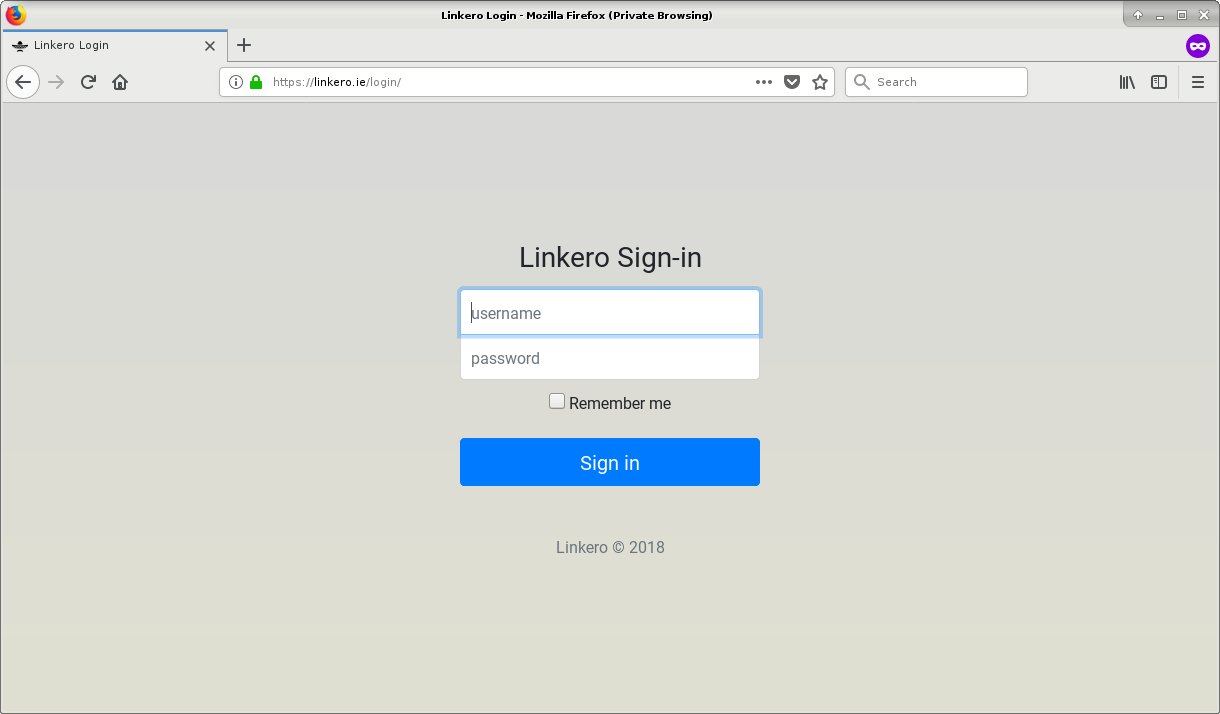 Linkero Login - Mozilla Firefox (Private Browsing)
Linkero Login
https://linkero.ie/login/
Search
Linkero Sign-in
username
password
Remember me
Sign in
Linkero © 2018